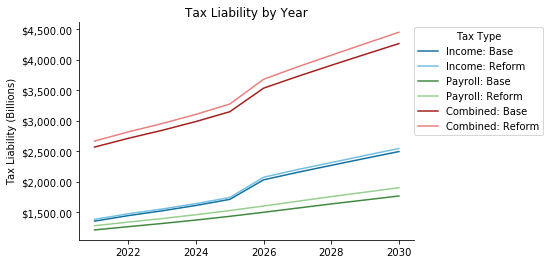 Tax Liability by Year
Tax Liability (Billions)
$4,500.00
$4,000.00
$3,500.00
$3,000.00
$2,500.00
$2,000.00
$1,500.00
2022
2024
2026
2028
2030
Tax Type
Income: Base
Income: Reform
Payroll: Base
Payroll: Reform
Combined: Base
Combined: Reform